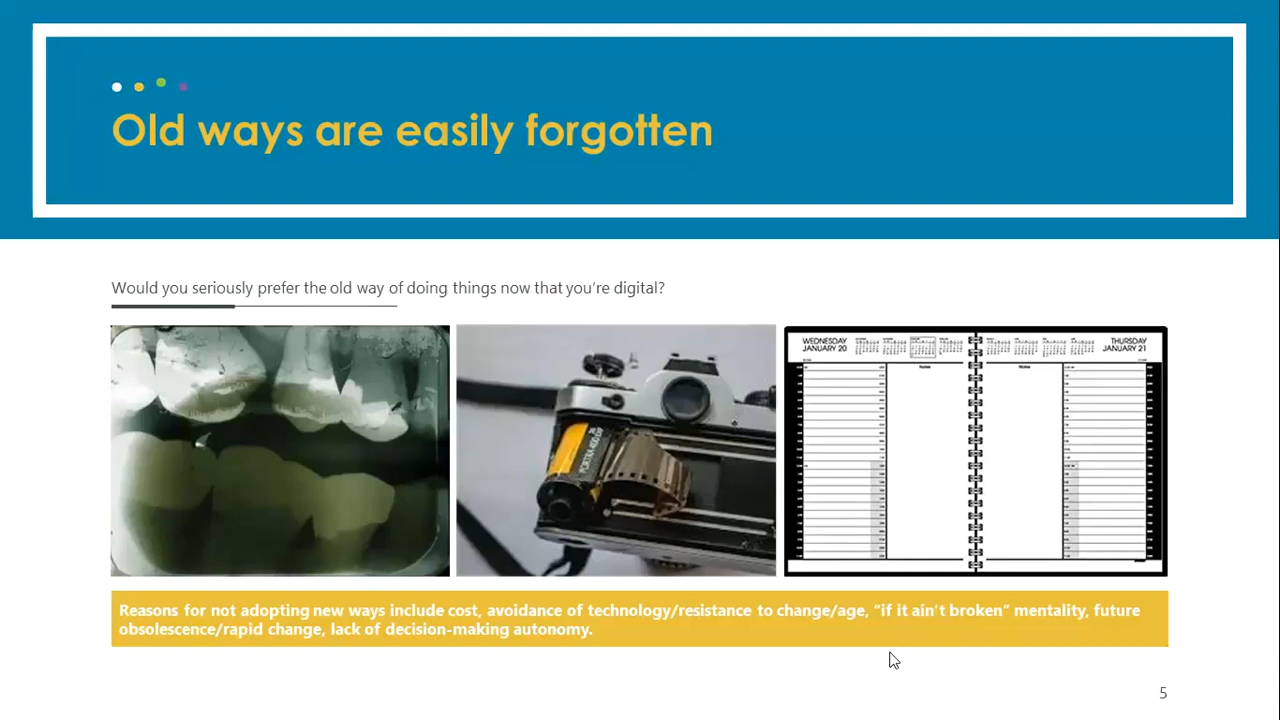 Old ways are easily forgotten
Would you seriously prefer the old way of doing things now that you're digital?
PORTRA 400
WEDNESDAY
JANUARY 20
THURSDAY
JANUARY 21
Reasons for not adopting new ways include cost, avoidance of technology/resistance to change/age, “if it ain't broken” mentality, future
obsolescence/rapid change, lack of decision-making autonomy.
5